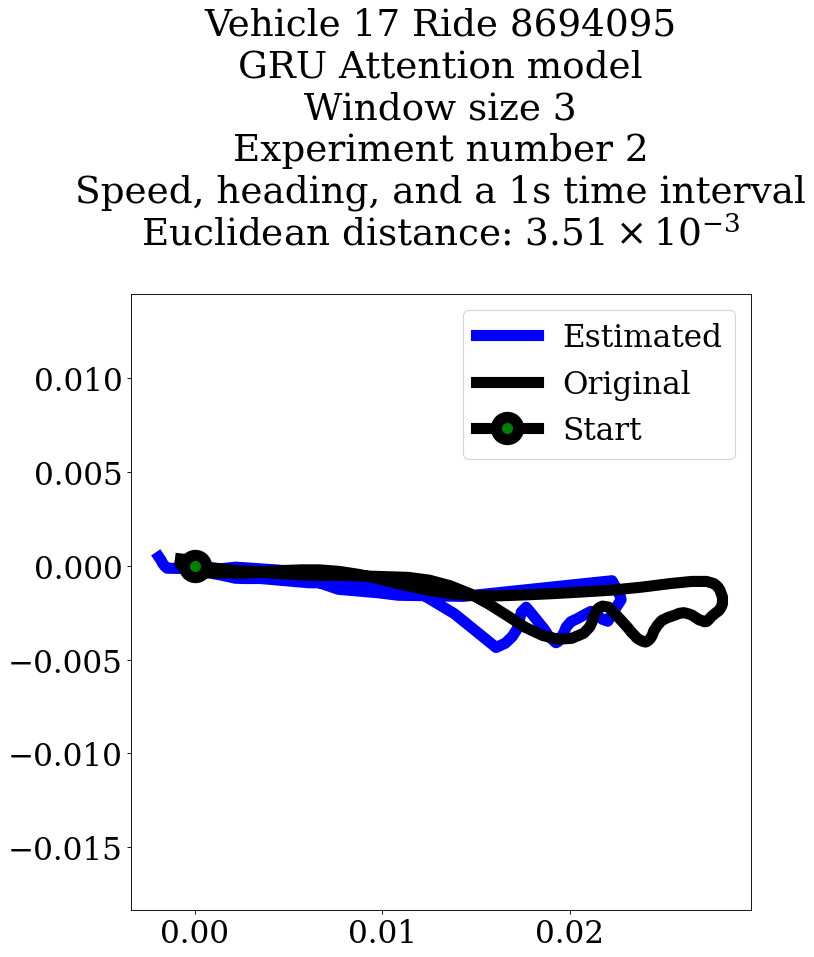 Vehicle 17 Ride 8694095
GRU Attention model
Window size 3
Experiment number 2
Speed, heading, and a 1s time interval
Euclidean distance: 3.51 × 10⁻³
Estimated
Original
Start
0.010
0.005
0.000
−0.005
−0.010
−0.015
0.00 0.01 0.02